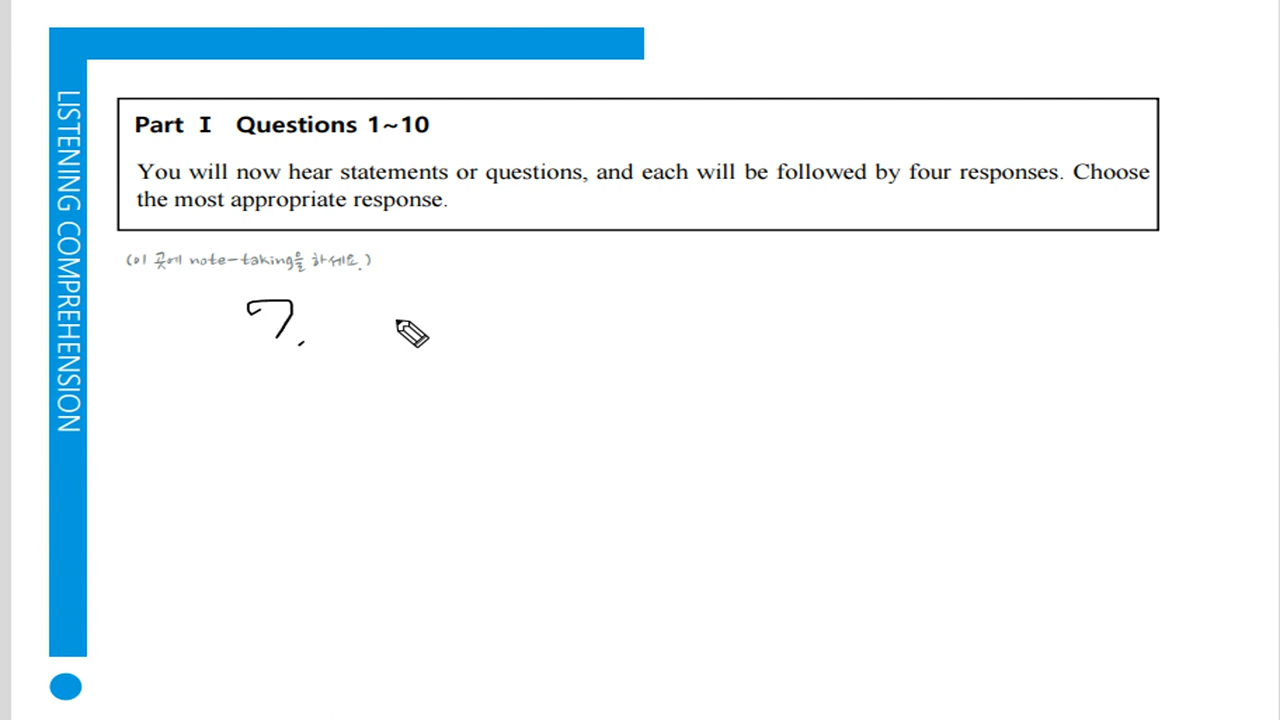 LISTENING COMPREHENSION
Part I Questions 1~10
You will now hear statements or questions, and each will be followed by four responses. Choose
the most appropriate response.
(이 곳에 note-taking을 하세요.)
7.